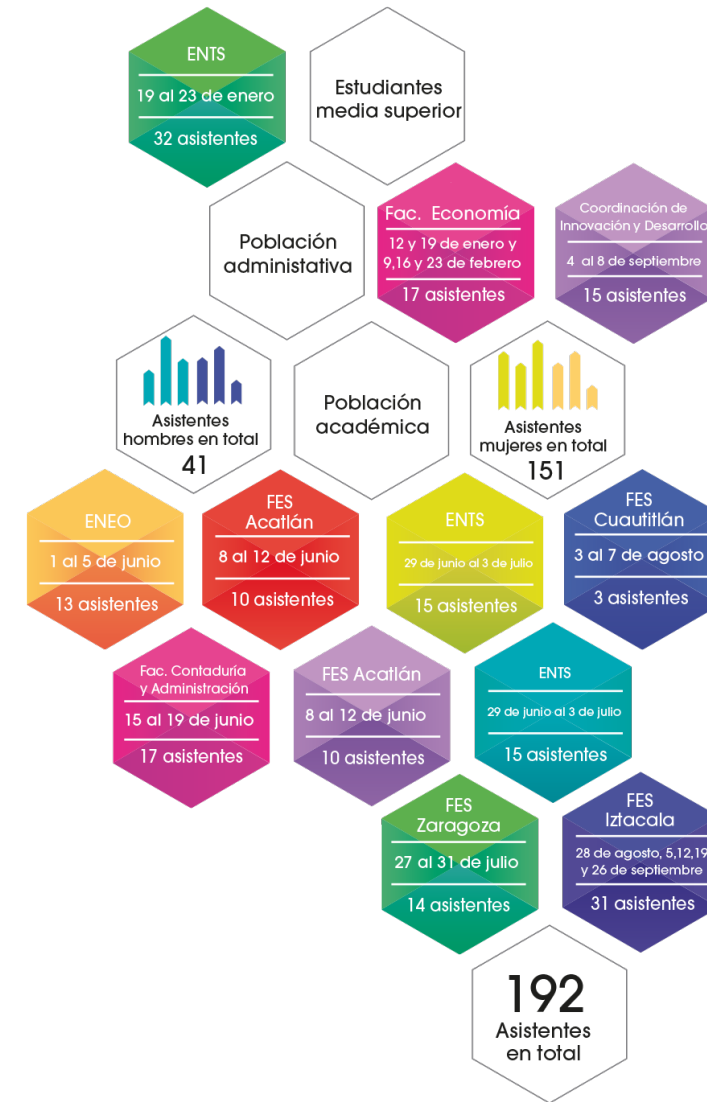 ENTS
19 al 23 de enero
32 asistentes
Estudiantes
media superior
Población
administativa
Fac. Economía
12 y 19 de enero y
9,16 y 23 de febrero
17 asistentes
Coordinación de
Innovación y Desarrollo
4 al 8 de septiembre
15 asistentes
Asistentes
hombres en total
41
Población
académica
Asistentes
mujeres en total
151
ENEO
1 al 5 de junio
13 asistentes
FES
Acatlán
8 al 12 de junio
10 asistentes
ENTS
29 de junio al 3 de julio
15 asistentes
FES
Cuautitlán
3 al 7 de agosto
3 asistentes
Fac. Contaduría
y Administración
15 al 19 de junio
17 asistentes
FES Acatlán
8 al 12 de junio
10 asistentes
ENTS
29 de junio al 3 de julio
15 asistentes
FES
Zaragoza
27 al 31 de julio
14 asistentes
FES
Iztacala
28 de agosto, 5,12,19
y 26 de septiembre
31 asistentes
192
Asistentes
en total